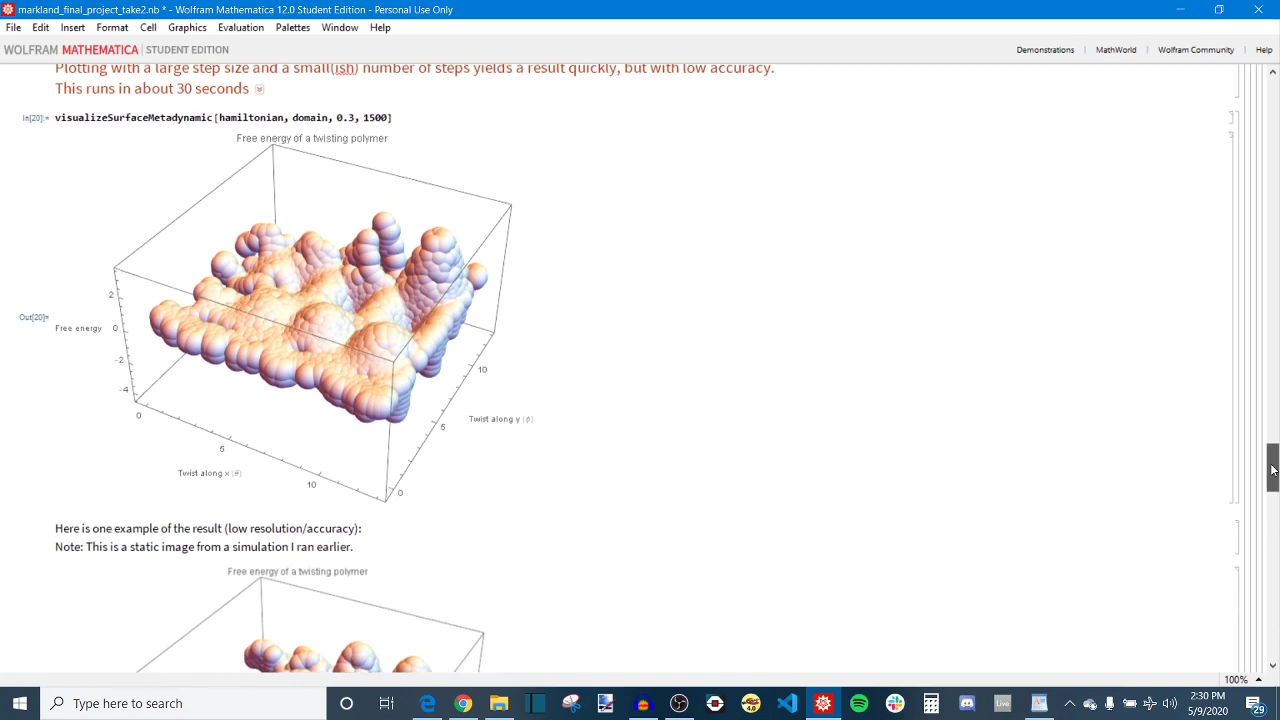 markland_final_project_take2.nb * - Wolfram Mathematica 12.0 Student Edition - Personal Use Only
File Edit Insert Format Cell Graphics Evaluation Palettes Window Help
WOLFRAM MATHEMATICA | STUDENT EDITION
Demonstrations | MathWorld | Wolfram Community | Help
Plotting with a large step size and a small(ish) number of steps yields a result quickly, but with low accuracy.
This runs in about 30 seconds
In[20]:= visualizeSurfaceMetadynamic[hamiltonian, domain, 0.3, 1500]
Free energy of a twisting polymer
Out[20]=
Free energy
2
0
-2
-4
0
5
10
Twist along x (θ)
0
5
10
Twist along y (ϕ)
Here is one example of the result (low resolution/accuracy):
Note: This is a static image from a simulation I ran earlier.
Free energy of a twisting polymer
100%
Type here to search
4.0
Live
2:30 PM
5/9/2020
29